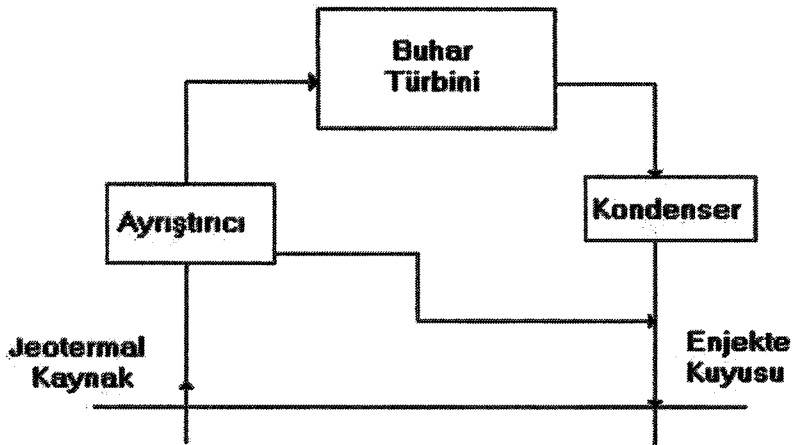 Buhar
Türbini
Ayrıştırıcı
Kondenser
Jeotermal
Kaynak
Enjekte
Kuyusu